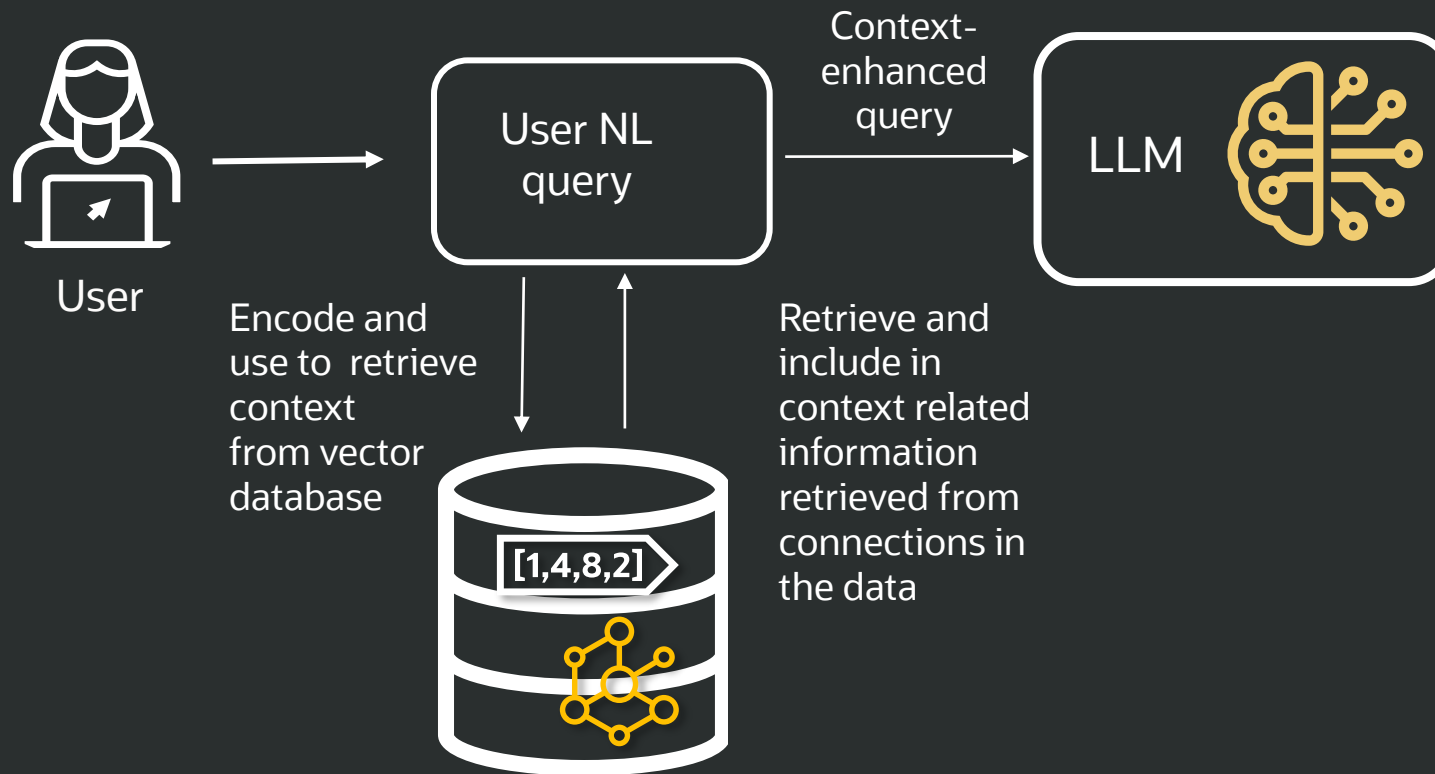 Context-
enhanced
query
User NL
query
LLM
User
Encode and
use to retrieve
context
from vector
database
Retrieve and
include in
context related
information
retrieved from
connections in
the data
[1,4,8,2]